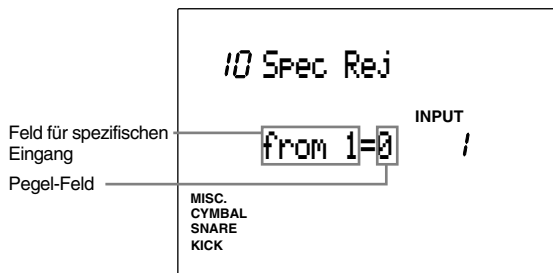 10 Spec Rej
INPUT
Feld für spezifischen
Eingang
from 1=0
1
Pegel-Feld
MISC.
CYMBAL
SNARE
KICK